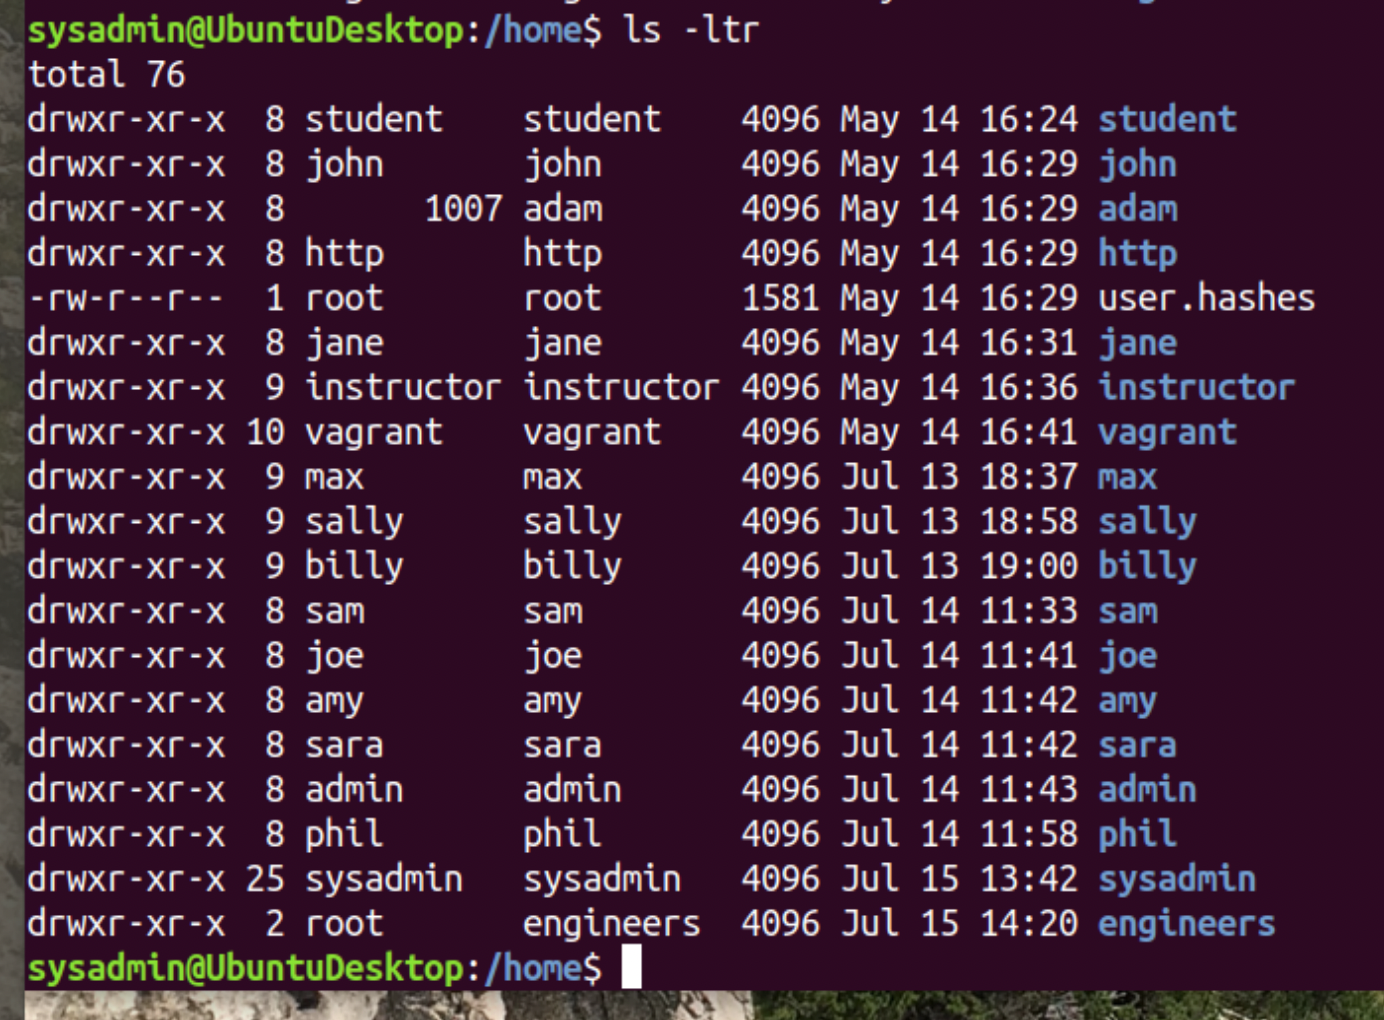 sysadmin@UbuntuDesktop:/home$ ls -ltr
total 76
drwxr-xr-x  8 student    student    4096 May 14 16:24 student
drwxr-xr-x  8 john       john       4096 May 14 16:29 john
drwxr-xr-x  8       1007 adam       4096 May 14 16:29 adam
drwxr-xr-x  8 http       http       4096 May 14 16:29 http
-rw-r--r--  1 root       root       1581 May 14 16:29 user.hashes
drwxr-xr-x  8 jane       jane       4096 May 14 16:31 jane
drwxr-xr-x  9 instructor instructor 4096 May 14 16:36 instructor
drwxr-xr-x 10 vagrant    vagrant    4096 May 14 16:41 vagrant
drwxr-xr-x  9 max        max        4096 Jul 13 18:37 max
drwxr-xr-x  9 sally      sally      4096 Jul 13 18:58 sally
drwxr-xr-x  9 billy      billy      4096 Jul 13 19:00 billy
drwxr-xr-x  8 sam        sam        4096 Jul 14 11:33 sam
drwxr-xr-x  8 joe        joe        4096 Jul 14 11:41 joe
drwxr-xr-x  8 amy        amy        4096 Jul 14 11:42 amy
drwxr-xr-x  8 sara       sara       4096 Jul 14 11:42 sara
drwxr-xr-x  8 admin      admin      4096 Jul 14 11:43 admin
drwxr-xr-x  8 phil       phil       4096 Jul 14 11:58 phil
drwxr-xr-x 25 sysadmin   sysadmin   4096 Jul 15 13:42 sysadmin
drwxr-xr-x  2 root       engineers  4096 Jul 15 14:20 engineers
sysadmin@UbuntuDesktop:/home$